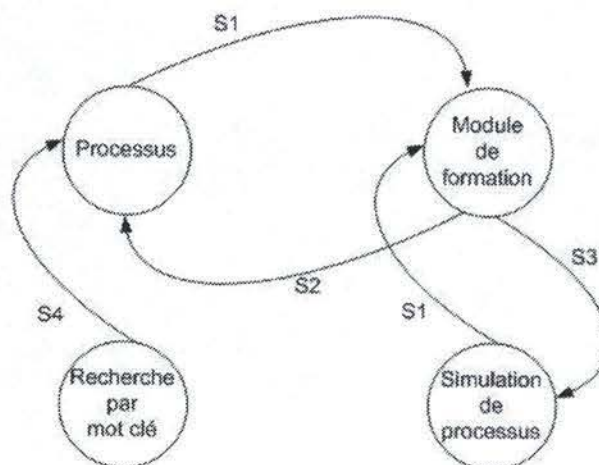 S1
Processus
Module
de
formation
S2
S3
S4
S1
Recherche
par
mot clé
Simulation
de
processus